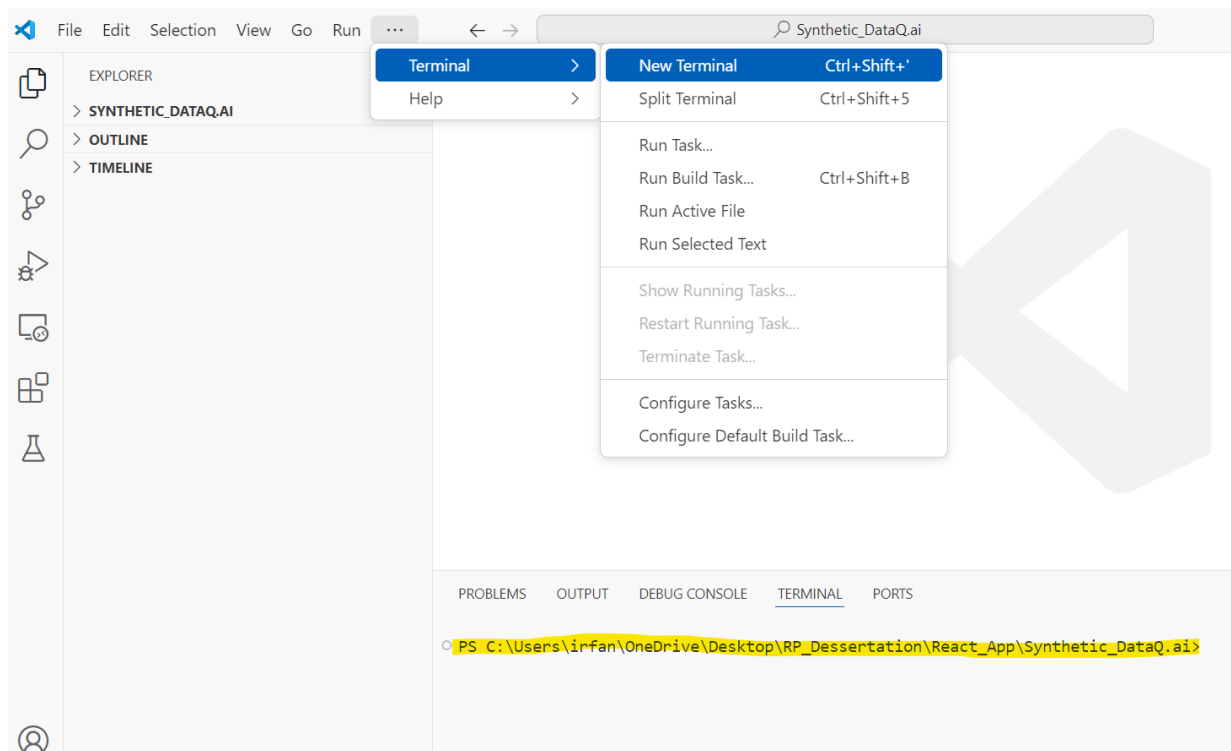 File Edit Selection View Go Run ··· ← → Synthetic_DataQ.ai
EXPLORER
> SYNTHETIC_DATAQ.AI
> OUTLINE
> TIMELINE
Terminal >
Help >
New Terminal Ctrl+Shift+'
Split Terminal Ctrl+Shift+5
Run Task...
Run Build Task... Ctrl+Shift+B
Run Active File
Run Selected Text
Show Running Tasks...
Restart Running Task...
Terminate Task...
Configure Tasks...
Configure Default Build Task...
PROBLEMS OUTPUT DEBUG CONSOLE TERMINAL PORTS
PS C:\Users\irfan\OneDrive\Desktop\RP_Dessertation\React_App\Synthetic_DataQ.ai>